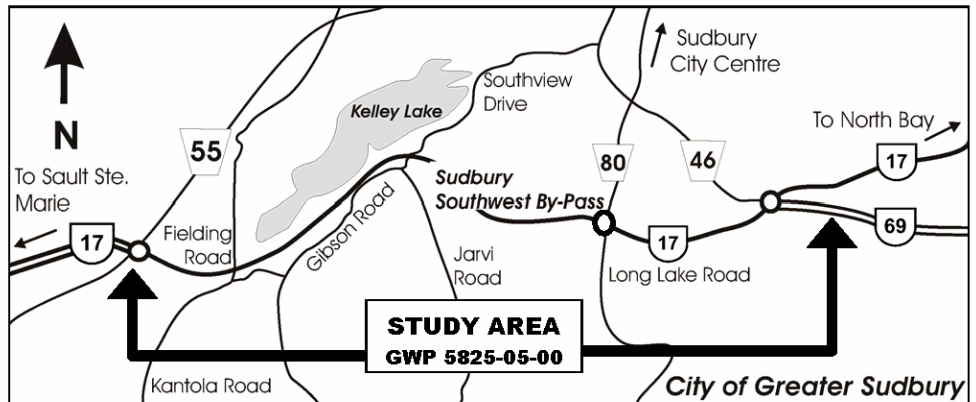 N
To Sault Ste.
Marie
17
55
Fielding
Road
Kelley Lake
Southview
Drive
Gibson Road
Sudbury
Southwest By-Pass
Jarvi
Road
Sudbury
City Centre
80
46
To North Bay
17
69
17
Long Lake Road
Kantola Road
STUDY AREA
GWP 5825-05-00
City of Greater Sudbury